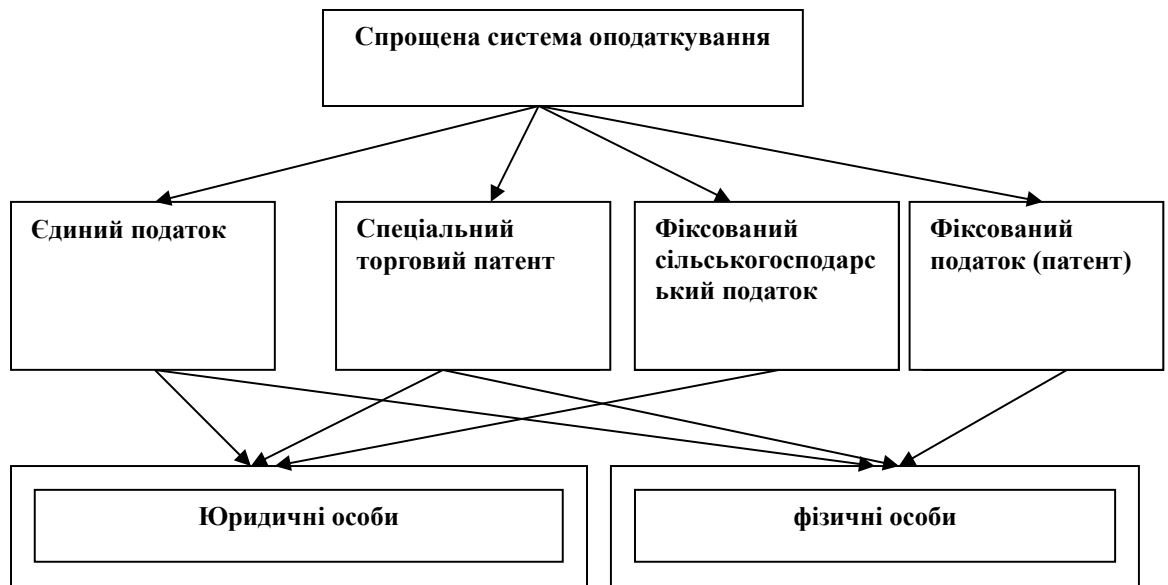 Спрощена система оподаткування
Єдиний податок
Спеціальний
торговий патент
Фіксований
сільськогосподарс
ький податок
Фіксований
податок (патент)
Юридичні особи
фізичні особи